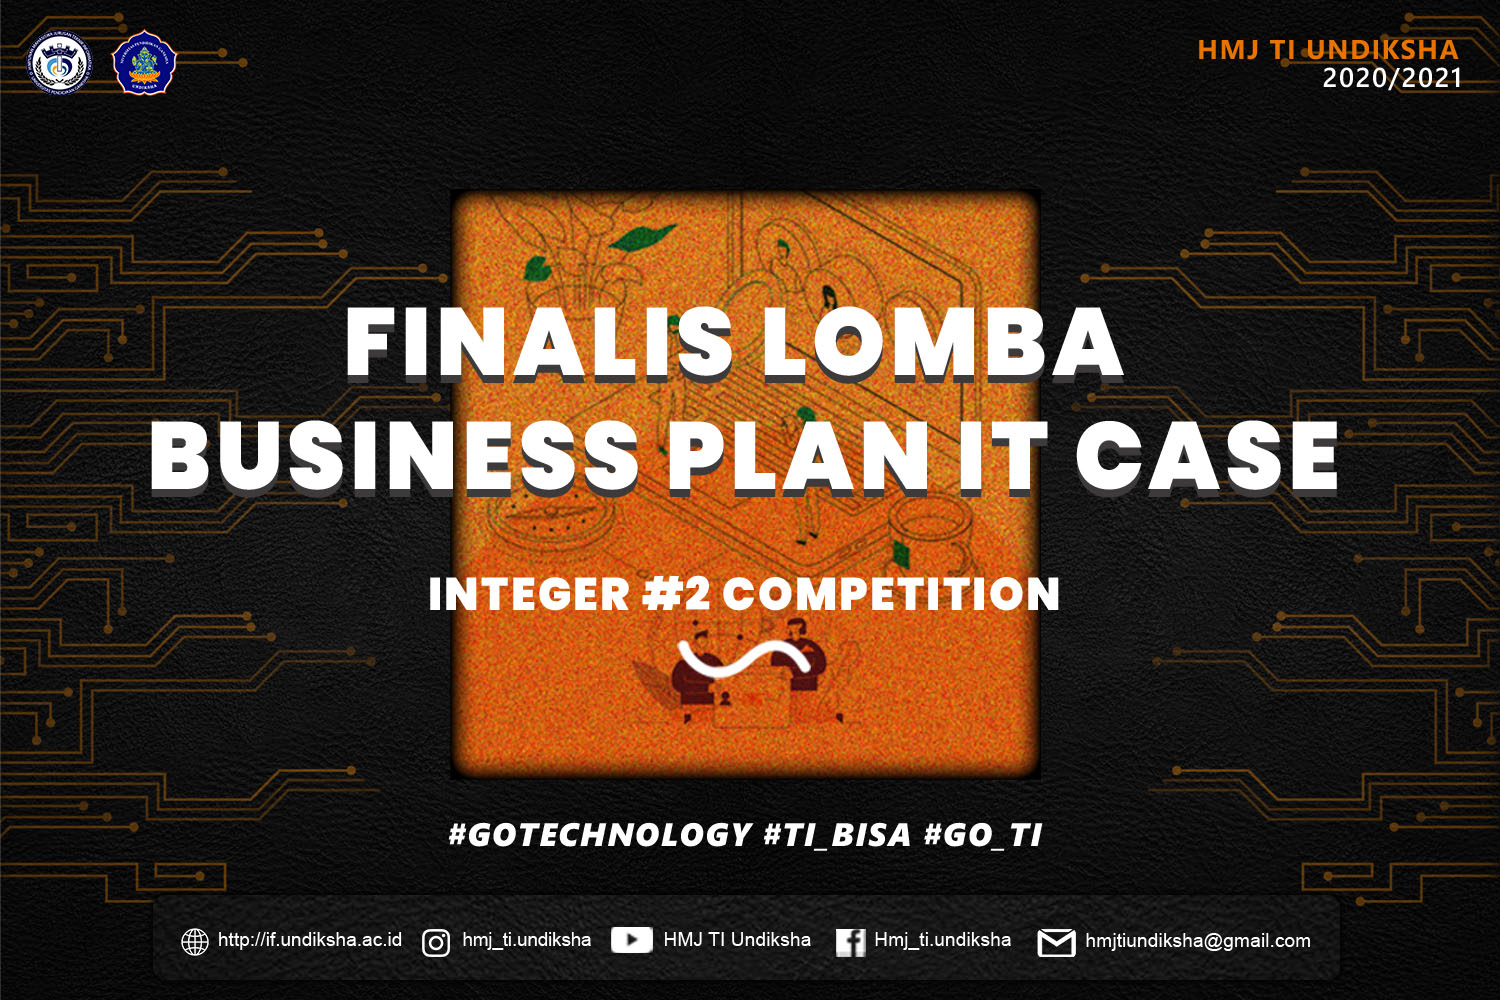 HMJ TI UNDIKSHA
2020/2021
FINALIS LOMBA
BUSINESS PLAN IT CASE
INTEGER #2 COMPETITION
#GOTECHNOLOGY #TI_BISA #GO_TI
http://if.undiksha.ac.id hmj_ti.undiksha HMJ TI Undiksha Hmj_ti.undiksha hmjtiundiksha@gmail.com
UNDIKSHA